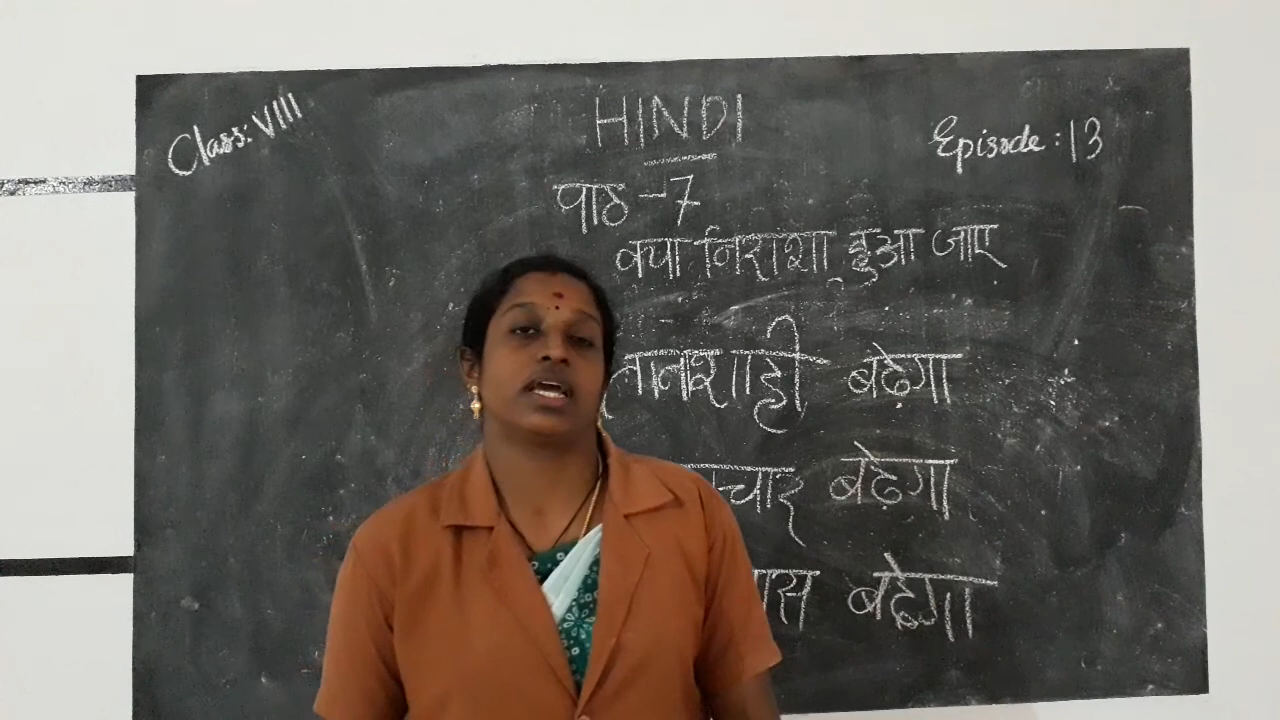 Class: VIII
HINDI
Episode: 13
पाठ -7
क्या निराशा हुआ जाए
तानाशाही बढ़ेगा
बढ़ेगा
बढ़ेगा